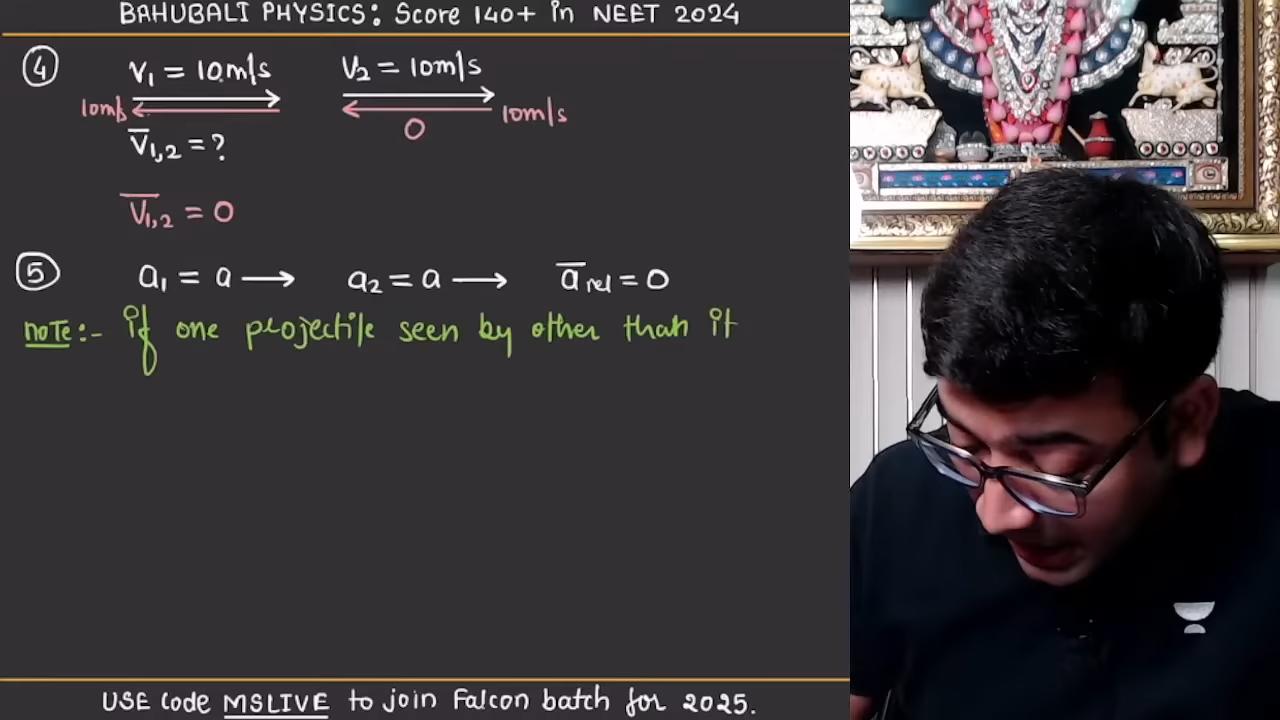 BAHUBALI PHYSICS: Score 140+ in NEET 2024
④ v₁ = 10m/s v₂ = 10m/s
10m/s 0 10m/s
v̅₁,₂ = ?
v̅₁,₂ = 0
⑤ a₁ = a → a₂ = a → a̅ rel = 0
note:- if one projectile seen by other than it
USE Code MSLIVE to join Falcon batch for 2025.